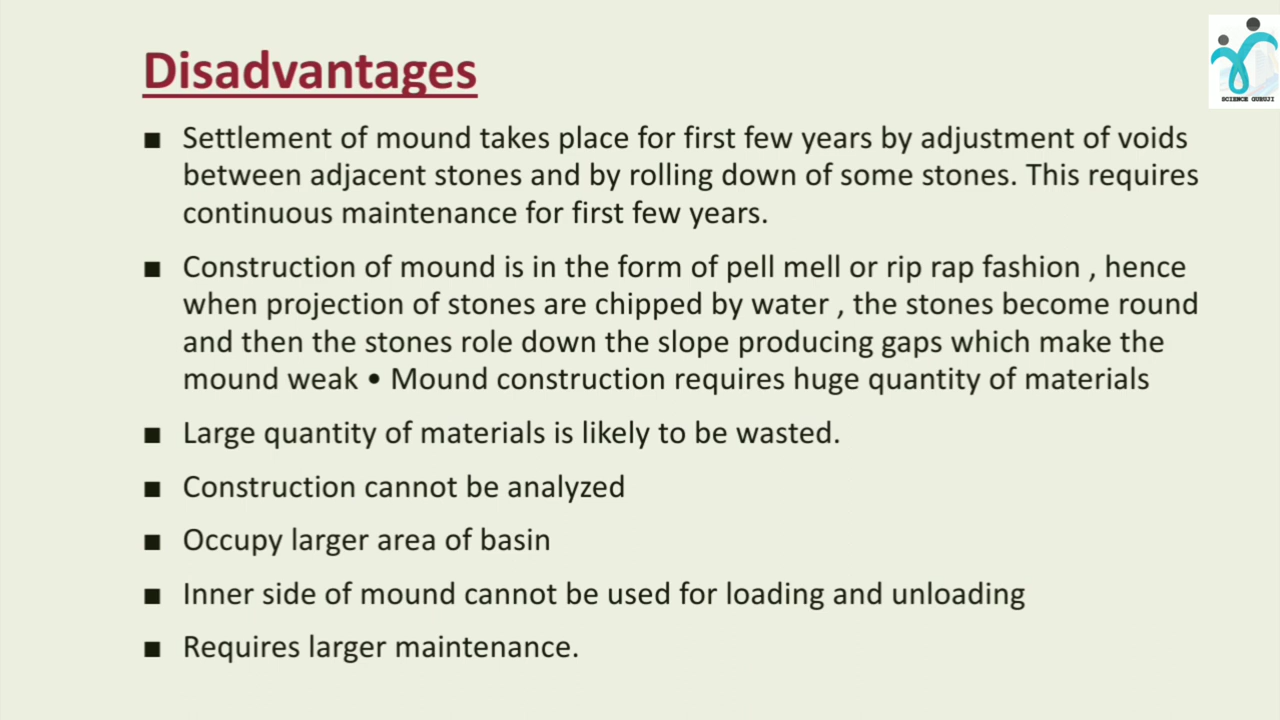 Disadvantages
SCIENCE GURUJI
■ Settlement of mound takes place for first few years by adjustment of voids
between adjacent stones and by rolling down of some stones. This requires
continuous maintenance for first few years.
■ Construction of mound is in the form of pell mell or rip rap fashion , hence
when projection of stones are chipped by water , the stones become round
and then the stones role down the slope producing gaps which make the
mound weak • Mound construction requires huge quantity of materials
■ Large quantity of materials is likely to be wasted.
■ Construction cannot be analyzed
■ Occupy larger area of basin
■ Inner side of mound cannot be used for loading and unloading
■ Requires larger maintenance.